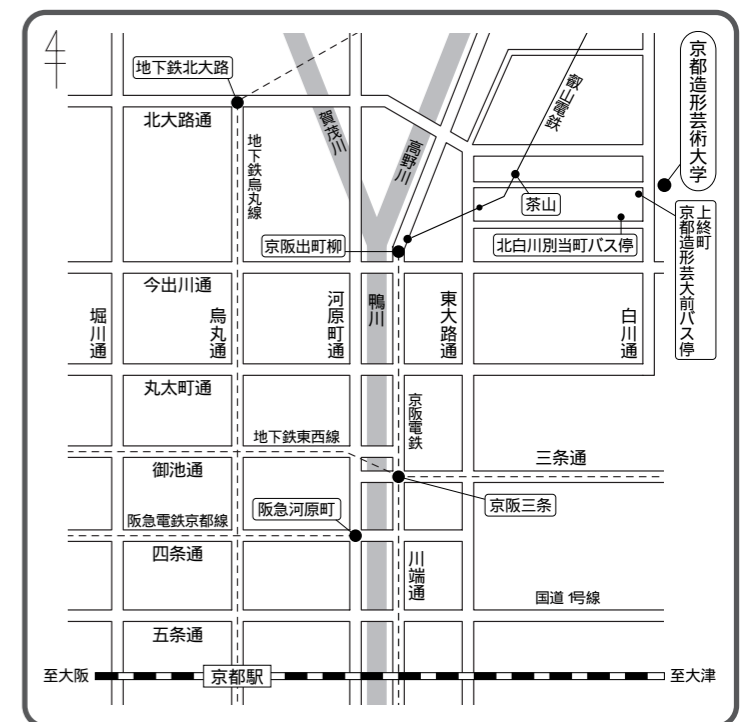 地下鉄北大路
叡山電鉄
京都造形芸術大学
北大路通
賀茂川
高野川
地下鉄烏丸線
茶山
上終町
京都造形芸大前バス停
京阪出町柳
北白川別当町バス停
今出川通
堀川通
烏丸通
河原町通
鴨川
東大路通
白川通
丸太町通
京阪電鉄
地下鉄東西線
三条通
御池通
阪急河原町
京阪三条
阪急電鉄京都線
四条通
川端通
国道1号線
五条通
至大阪
京都駅
至大津